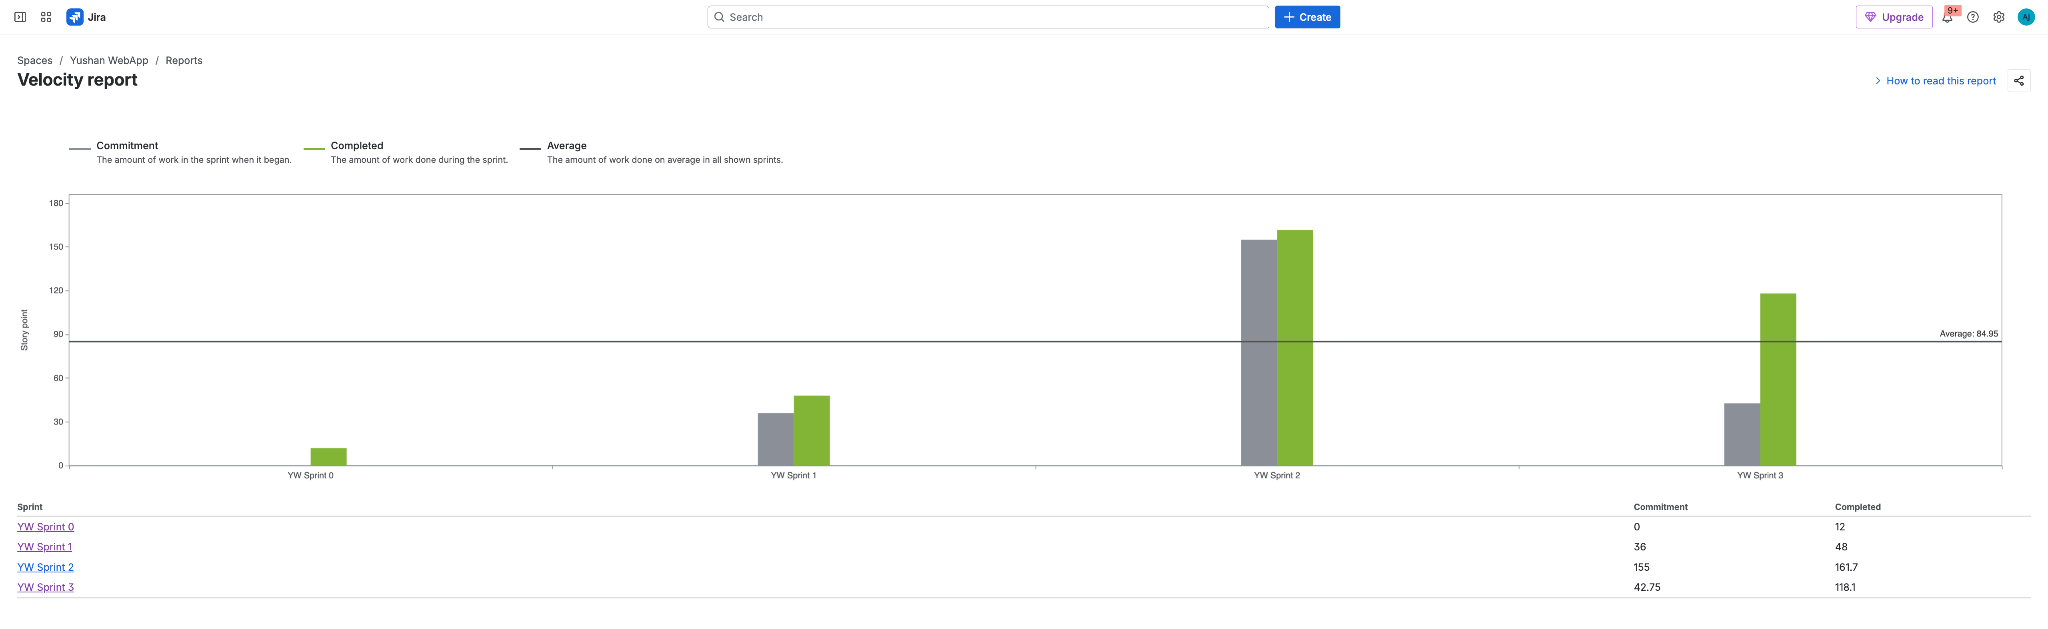 Jira
Search
Create
Upgrade
9+
AJ
Spaces / Yushan WebApp / Reports
Velocity report
How to read this report
Commitment
The amount of work in the sprint when it began.
Completed
The amount of work done during the sprint.
Average
The amount of work done on average in all shown sprints.
Story point
180
150
120
90
60
30
0
Average: 84.95
YW Sprint 0
YW Sprint 1
YW Sprint 2
YW Sprint 3
Sprint Commitment Completed
YW Sprint 0 0 12
YW Sprint 1 36 48
YW Sprint 2 155 161.7
YW Sprint 3 42.75 118.1